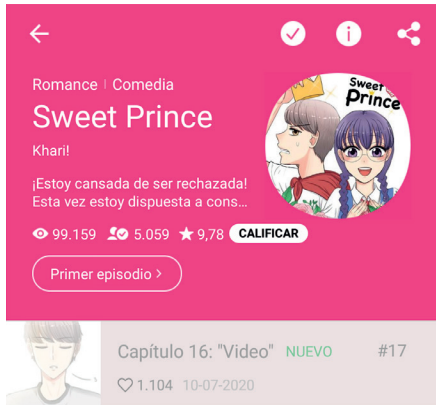 Romance | Comedia
Sweet Prince
Sweet Prince
Khari!
¡Estoy cansada de ser rechazada!
Esta vez estoy dispuesta a cons...
99.159 5.059 9,78 CALIFICAR
Primer episodio >
Capítulo 16: "Video" NUEVO #17
1.104 10-07-2020